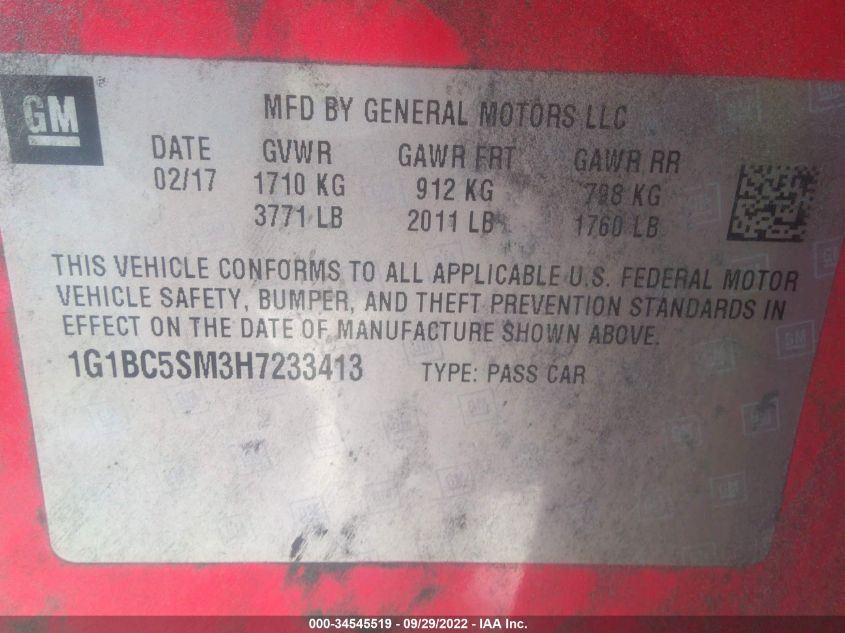 GM
MFD BY GENERAL MOTORS LLC
DATE GVWR GAWR FRT GAWR RR
02/17 1710 KG 912 KG 798 KG
3771 LB 2011 LB 1760 LB
THIS VEHICLE CONFORMS TO ALL APPLICABLE U.S. FEDERAL MOTOR
VEHICLE SAFETY, BUMPER, AND THEFT PREVENTION STANDARDS IN
EFFECT ON THE DATE OF MANUFACTURE SHOWN ABOVE.
1G1BC5SM3H7233413 TYPE: PASS CAR
000-34545519 - 09/29/2022 - © IAA Inc.